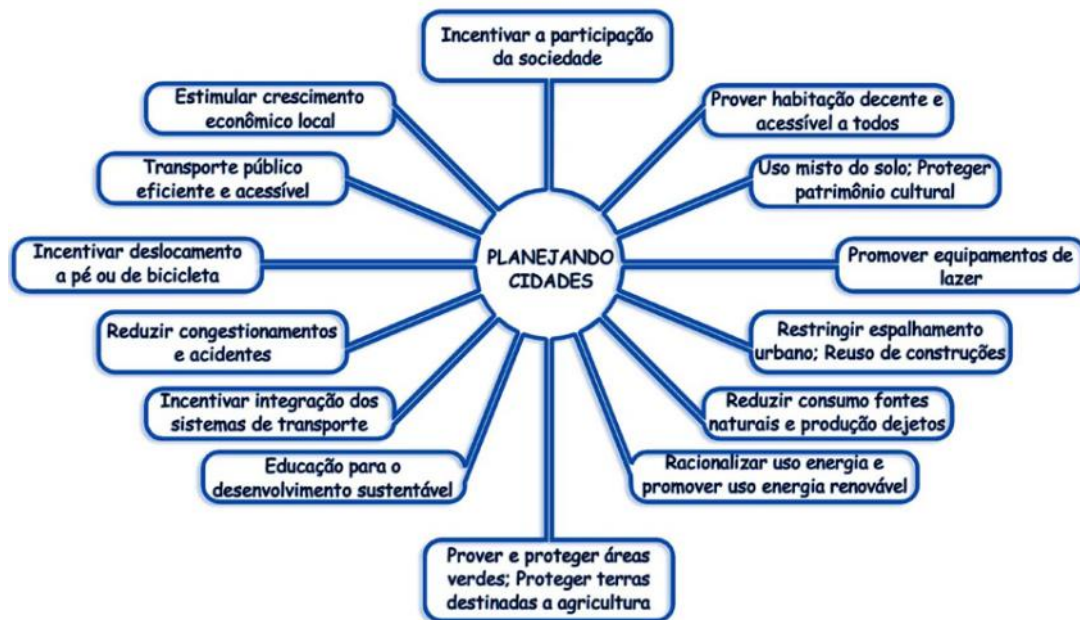 Incentivar a participação
da sociedade
Estimular crescimento
econômico local
Prover habitação decente e
acessível a todos
Transporte público
eficiente e acessível
Uso misto do solo; Proteger
patrimônio cultural
Incentivar deslocamento
a pé ou de bicicleta
PLANEJANDO
CIDADES
Promover equipamentos de
lazer
Reduzir congestionamentos
e acidentes
Restringir espalhamento
urbano; Reuso de construções
Incentivar integração dos
sistemas de transporte
Reduzir consumo fontes
naturais e produção dejetos
Educação para o
desenvolvimento sustentável
Racionalizar uso energia e
promover uso energia renovável
Prover e proteger áreas
verdes; Proteger terras
destinadas a agricultura